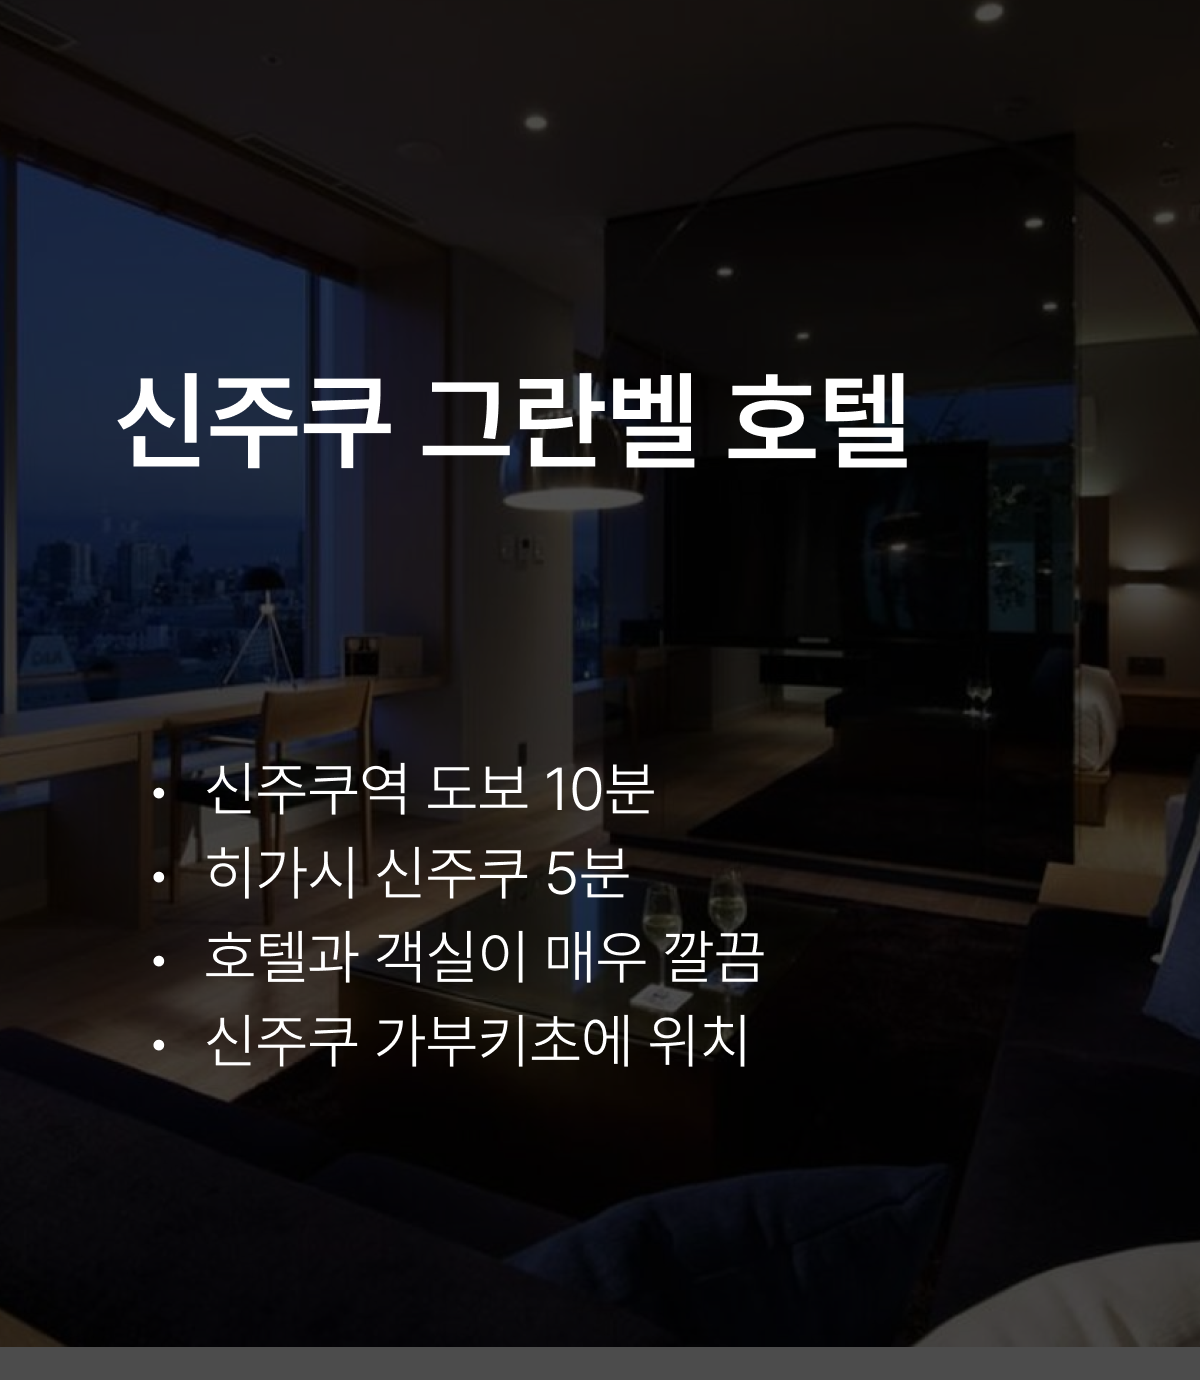 신주쿠 그란벨 호텔
• 신주쿠역 도보 10분
• 히가시 신주쿠 5분
• 호텔과 객실이 매우 깔끔
• 신주쿠 가부키초에 위치